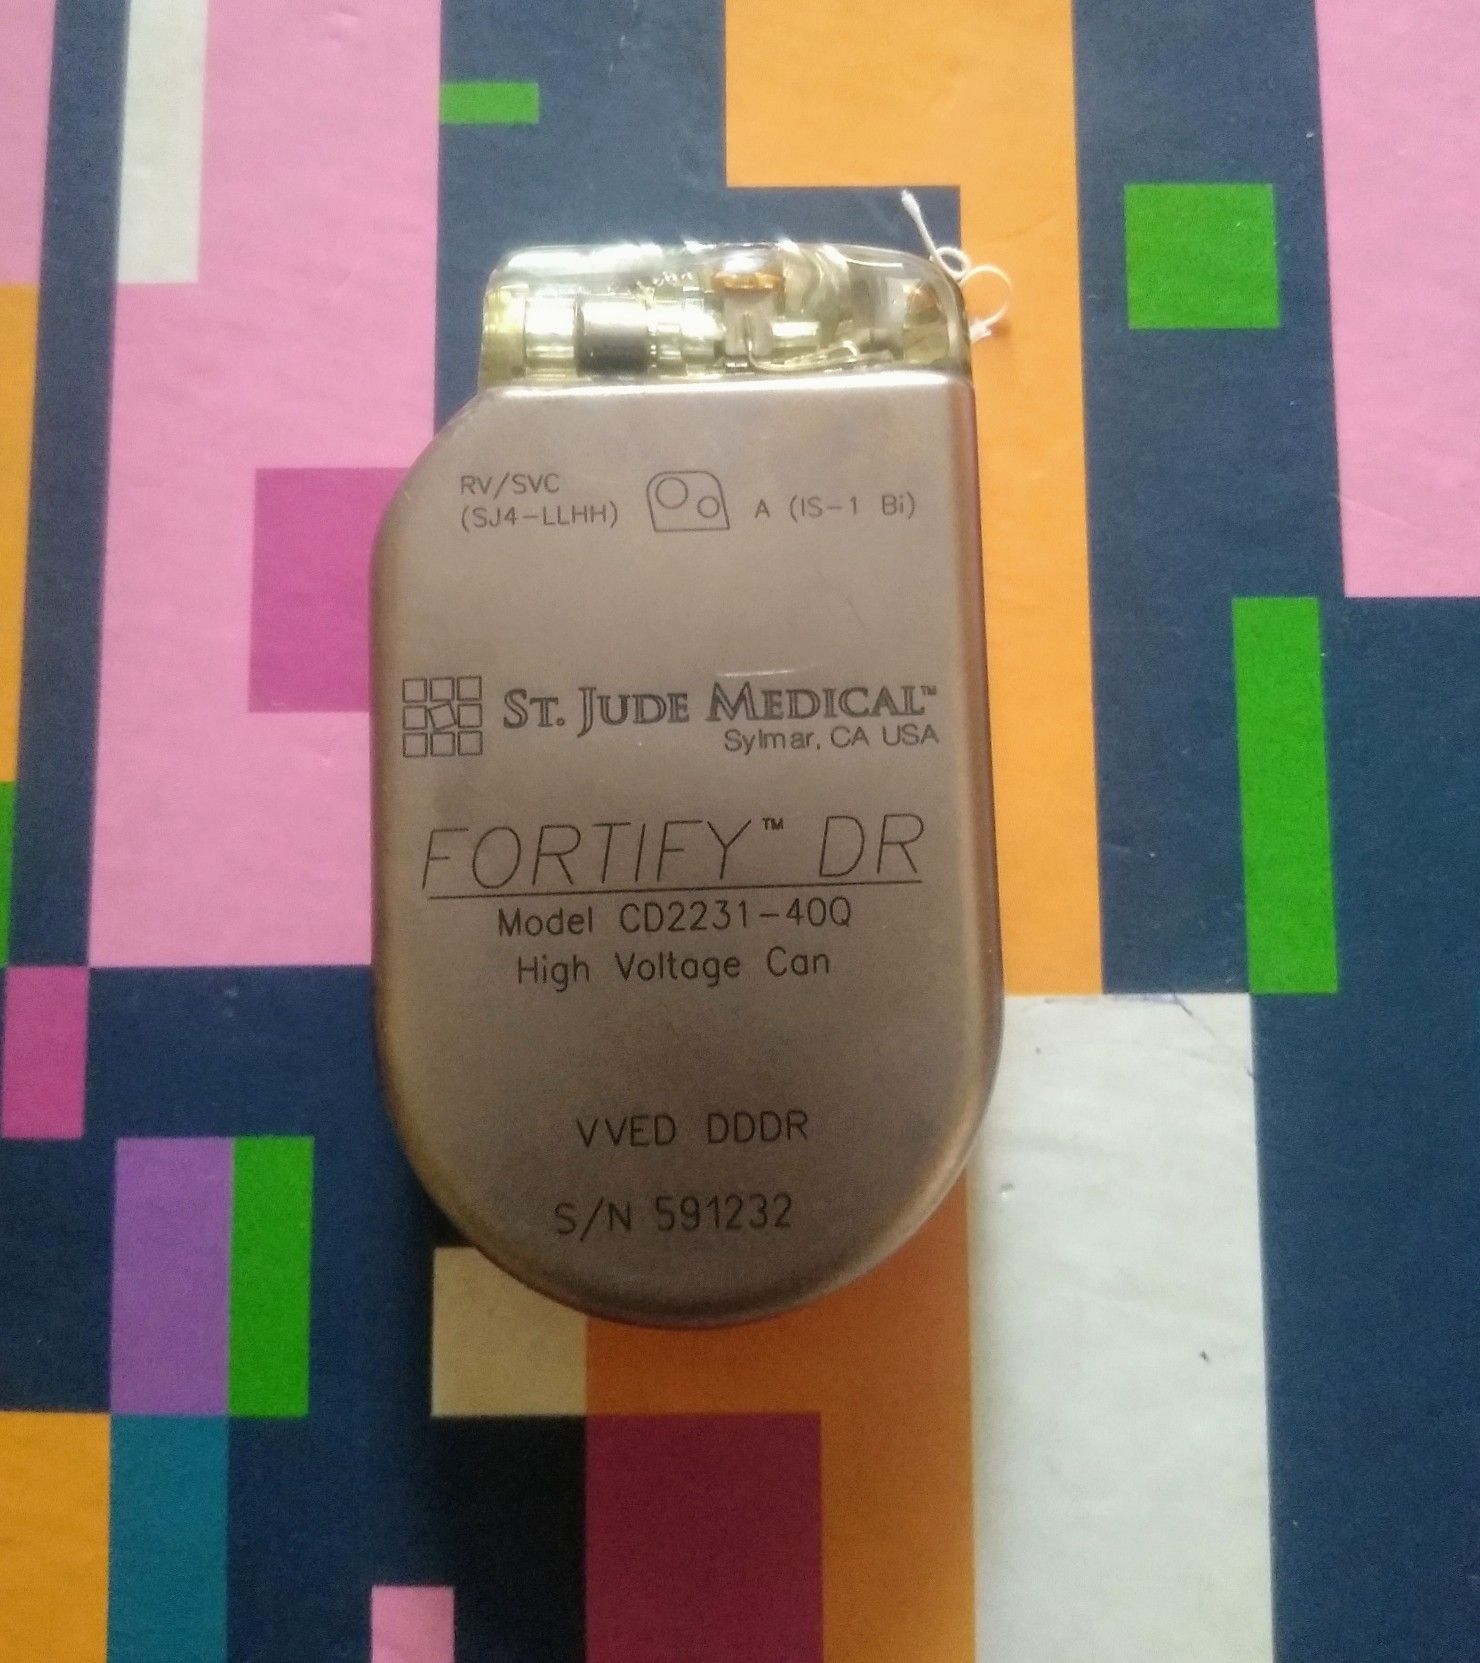 RV/SVC
(SJ4-LLHH) A (IS-1 Bi)
ST. JUDE MEDICAL™
Sylmar, CA USA
FORTIFY™ DR
Model CD2231-40Q
High Voltage Can
VVED DDDR
S/N 591232